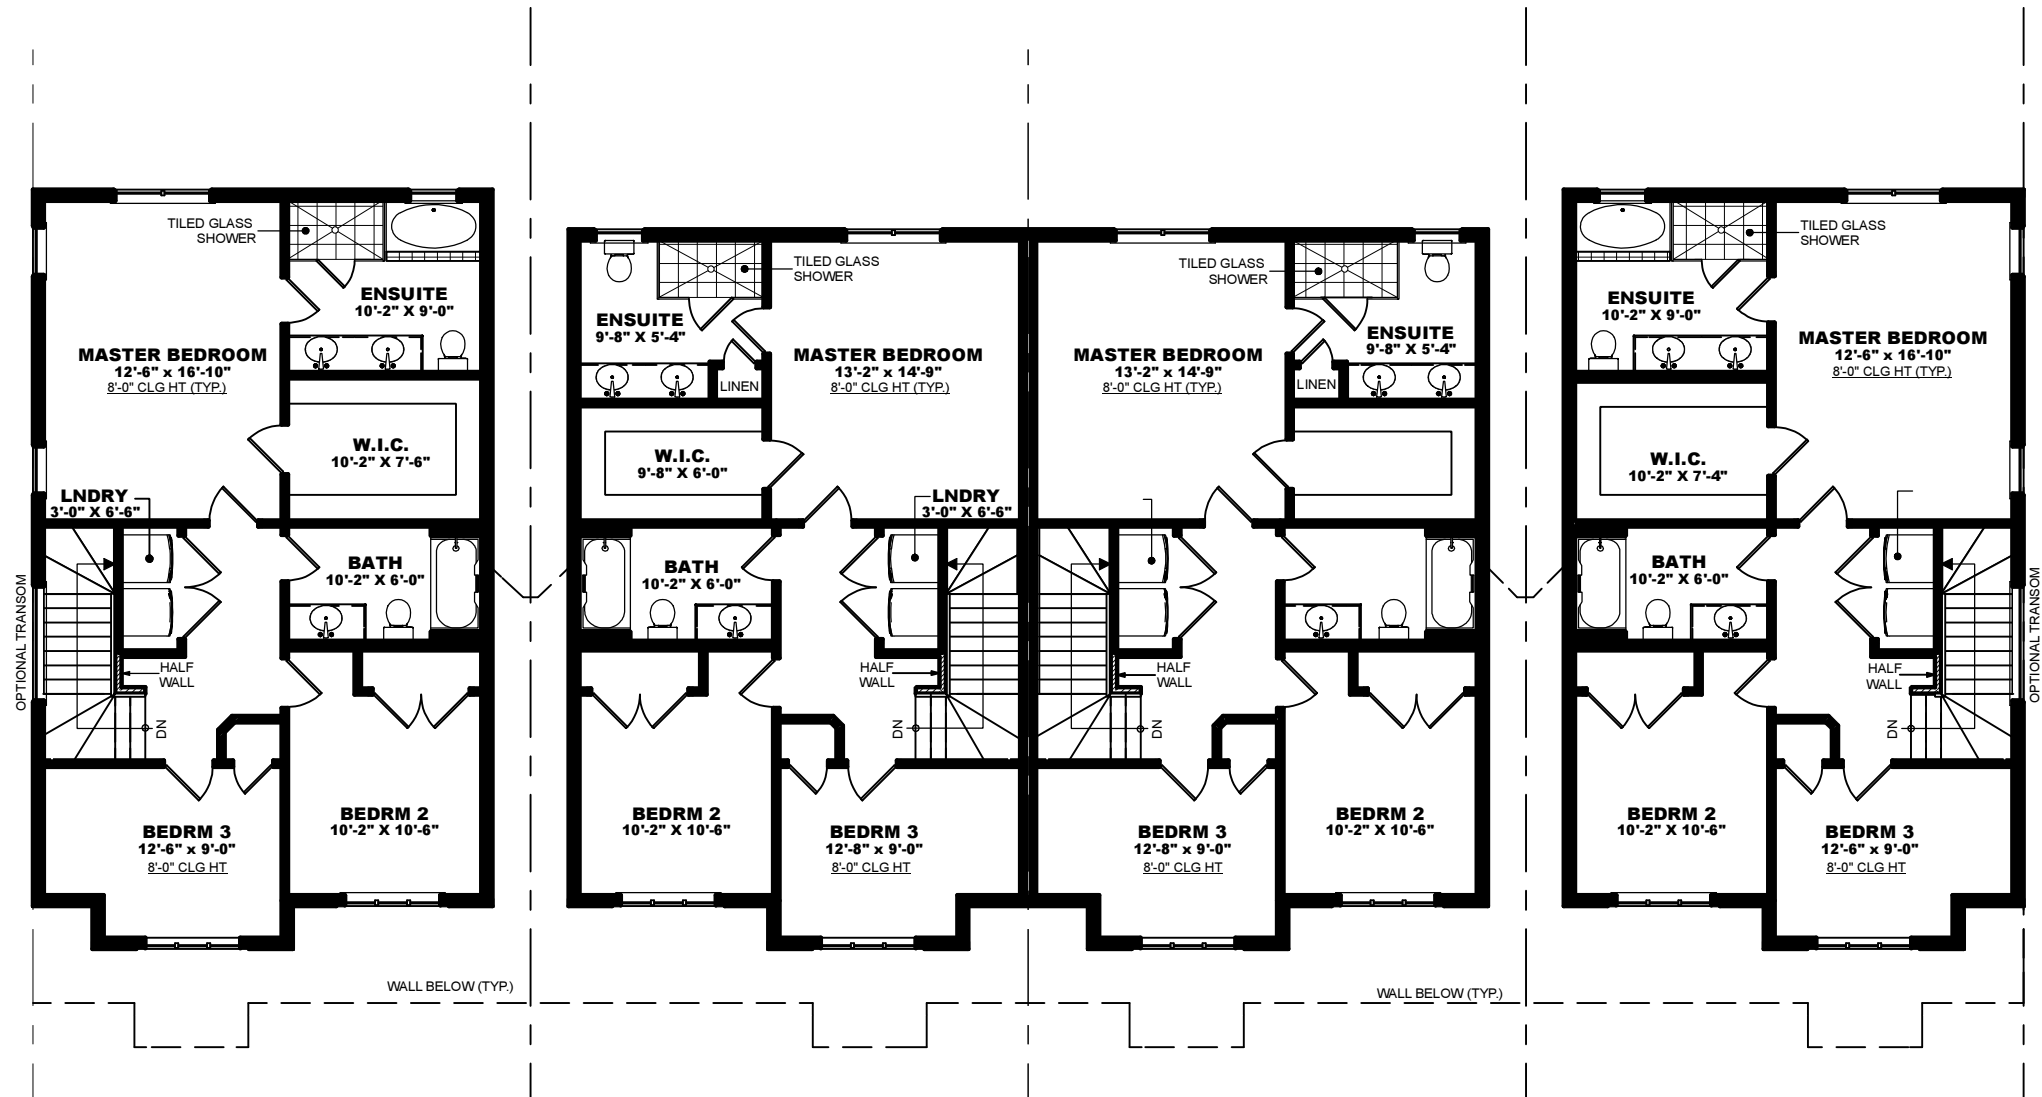 TILED GLASS
SHOWER
ENSUITE
10'-2" X 9'-0"
MASTER BEDROOM
12'-6" x 16'-10"
8'-0" CLG HT (TYP.)
W.I.C.
10'-2" X 7'-6"
LNDRY
3'-0" X 6'-6"
BATH
10'-2" X 6'-0"
OPTIONAL TRANSOM
HALF
WALL
DN
BEDRM 2
10'-2" X 10'-6"
BEDRM 3
12'-6" x 9'-0"
8'-0" CLG HT
TILED GLASS
SHOWER
ENSUITE
9'-8" X 5'-4"
MASTER BEDROOM
13'-2" x 14'-9"
8'-0" CLG HT (TYP.)
LINEN
W.I.C.
9'-8" X 6'-0"
LNDRY
3'-0" X 6'-6"
BATH
10'-2" X 6'-0"
HALF
WALL
DN
BEDRM 2
10'-2" X 10'-6"
BEDRM 3
12'-8" x 9'-0"
8'-0" CLG HT
TILED GLASS
SHOWER
ENSUITE
9'-8" X 5'-4"
MASTER BEDROOM
13'-2" x 14'-9"
8'-0" CLG HT (TYP.)
LINEN
HALF
WALL
DN
BEDRM 2
10'-2" X 10'-6"
BEDRM 3
12'-8" x 9'-0"
8'-0" CLG HT
TILED GLASS
SHOWER
ENSUITE
10'-2" X 9'-0"
MASTER BEDROOM
12'-6" x 16'-10"
8'-0" CLG HT (TYP.)
W.I.C.
10'-2" X 7'-4"
BATH
10'-2" X 6'-0"
OPTIONAL TRANSOM
HALF
WALL
DN
BEDRM 2
10'-2" X 10'-6"
BEDRM 3
12'-6" x 9'-0"
8'-0" CLG HT
WALL BELOW (TYP.)
WALL BELOW (TYP.)